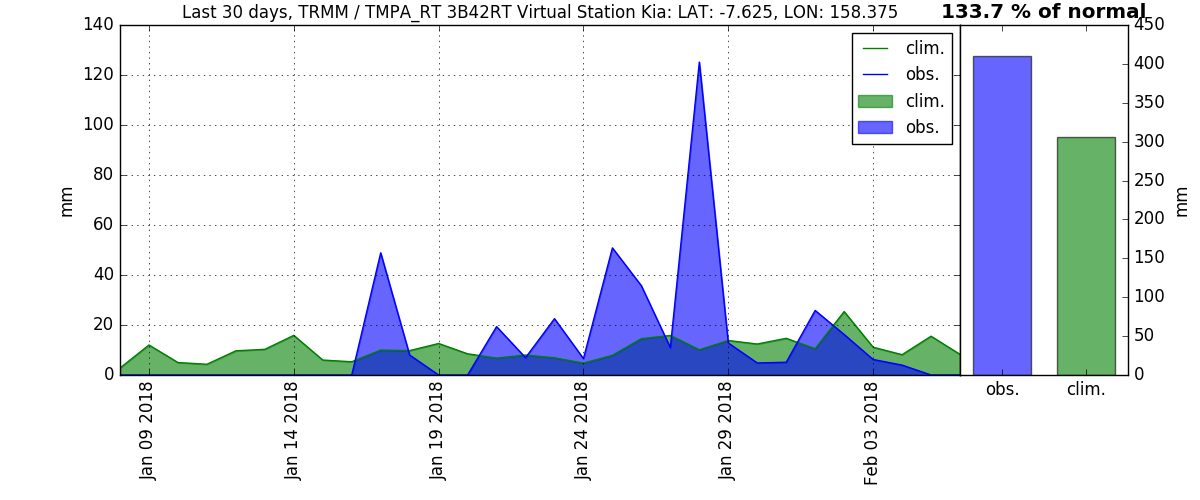 Last 30 days, TRMM / TMPA_RT 3B42RT Virtual Station Kia: LAT: -7.625, LON: 158.375
133.7 % of normal
clim.
obs.
clim.
obs.
140
120
100
80
60
40
20
0
mm
Jan 09 2018
Jan 14 2018
Jan 19 2018
Jan 24 2018
Jan 29 2018
Feb 03 2018
450
400
350
300
250
200
150
100
50
0
mm
obs.
clim.